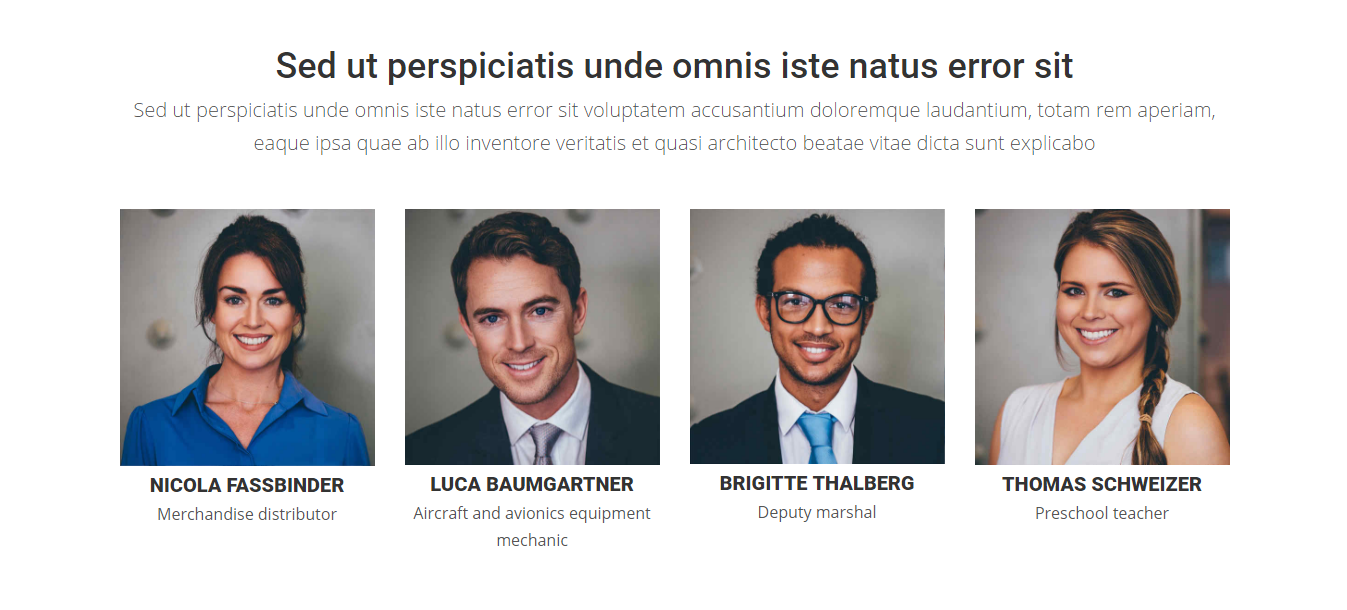 Sed ut perspiciatis unde omnis iste natus error sit
Sed ut perspiciatis unde omnis iste natus error sit voluptatem accusantium doloremque laudantium, totam rem aperiam,
eaque ipsa quae ab illo inventore veritatis et quasi architecto beatae vitae dicta sunt explicabo
NICOLA FASSBINDER
Merchandise distributor
LUCA BAUMGARTNER
Aircraft and avionics equipment
mechanic
BRIGITTE THALBERG
Deputy marshal
THOMAS SCHWEIZER
Preschool teacher